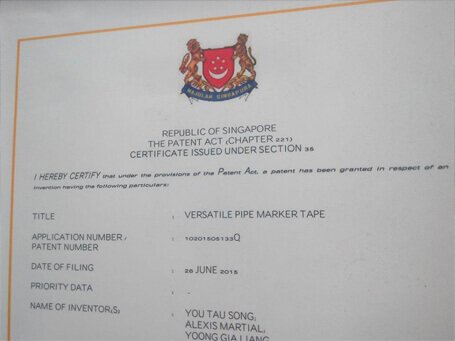 MAJULAH SINGAPURA
REPUBLIC OF SINGAPORE
THE PATENT ACT (CHAPTER 221)
CERTIFICATE ISSUED UNDER SECTION 35
I HEREBY CERTIFY that under the provisions of the Patent Act, a patent has been granted in respect of an
invention having the following particulars:
TITLE : VERSATILE PIPE MARKER TAPE
APPLICATION NUMBER / : 10201505133Q
PATENT NUMBER
DATE OF FILING : 26 JUNE 2015
PRIORITY DATA : -
NAME OF INVENTOR(S) : YOU TAU SONG;
ALEXIS MARTIAL,
YOONG GIA LIANG